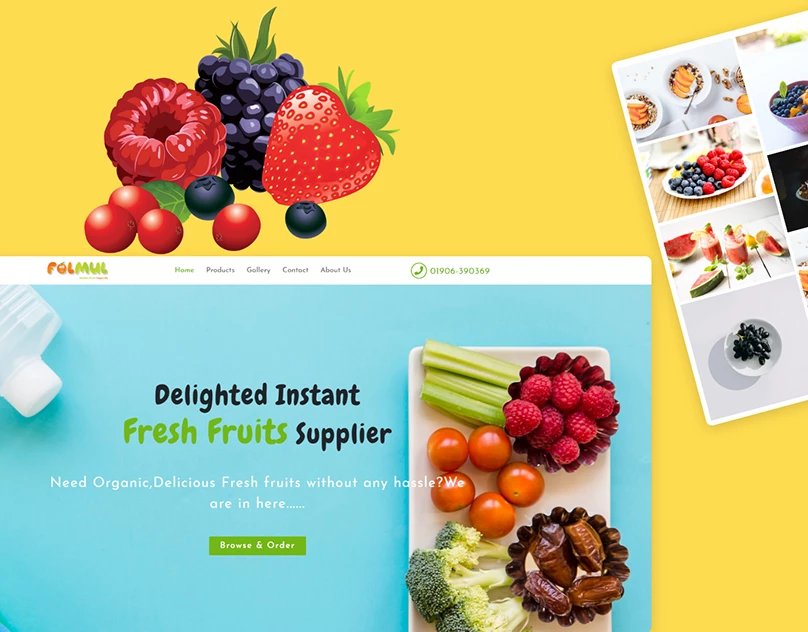 FOLMUL
Home Products Gallery Contact About Us
01906-390369
Delighted Instant
Fresh Fruits Supplier
Need Organic,Delicious Fresh fruits without any hassle?We
are in here......
Browse & Order